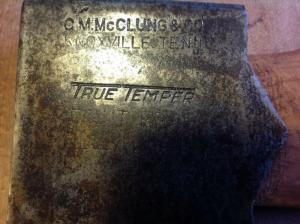 C.M.McCLUNG & CO
KNOXVILLE TENN
TRUE TEMPER